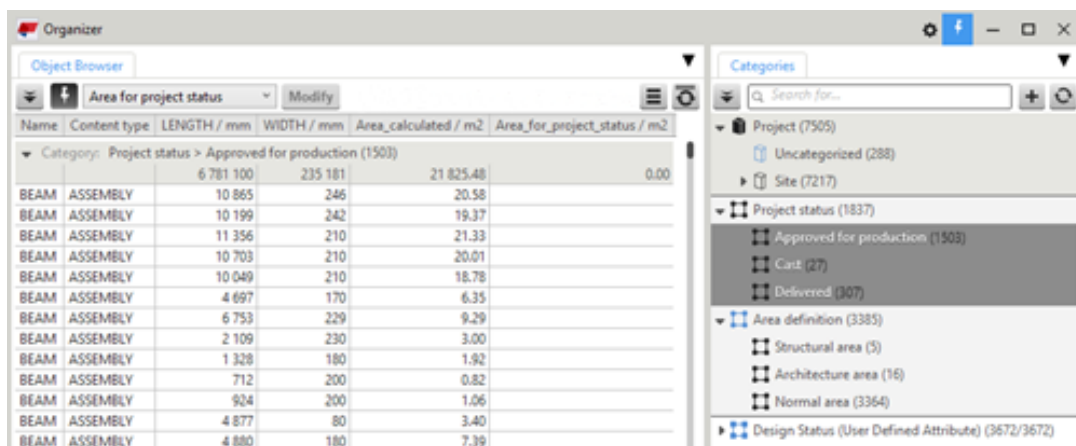 Organizer
Object Browser
Area for project status Modify
Name Content type LENGTH / mm WIDTH / mm Area_calculated / m2 Area_for_project_status / m2
Category: Project status > Approved for production (1503)
6 781 100 235 181 21 825.48 0.00
BEAM ASSEMBLY 10 865 246 20.58
BEAM ASSEMBLY 10 199 242 19.37
BEAM ASSEMBLY 11 356 210 21.33
BEAM ASSEMBLY 10 703 210 20.01
BEAM ASSEMBLY 10 049 210 18.78
BEAM ASSEMBLY 4 697 170 6.35
BEAM ASSEMBLY 6 753 229 9.29
BEAM ASSEMBLY 2 109 230 3.00
BEAM ASSEMBLY 1 328 180 1.92
BEAM ASSEMBLY 712 200 0.82
BEAM ASSEMBLY 924 200 1.06
BEAM ASSEMBLY 4 877 80 3.40
BEAM ASSEMBLY 4 880 180 7.39
Categories
Search for...
Project (7505)
Uncategorized (288)
Site (7217)
Project status (1837)
Approved for production (1503)
Cast (27)
Delivered (307)
Area definition (3385)
Structural area (5)
Architecture area (16)
Normal area (3364)
Design Status (User Defined Attribute) (3672/3672)